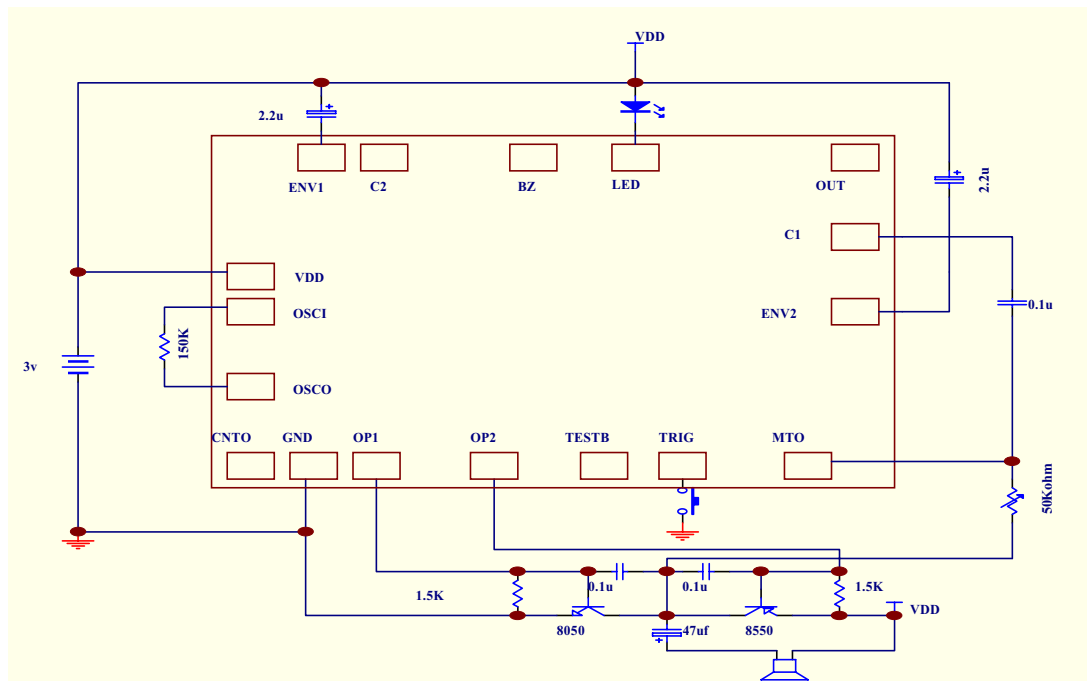 VDD
2.2u
ENV1
C2
BZ
LED
OUT
2.2u
C1
VDD
OSCI
ENV2
0.1u
150K
3v
OSCO
CNTO
GND
OP1
OP2
TESTB
TRIG
MTO
50Kohm
1.5K
0.1u
0.1u
1.5K
VDD
8050
47uf
8550